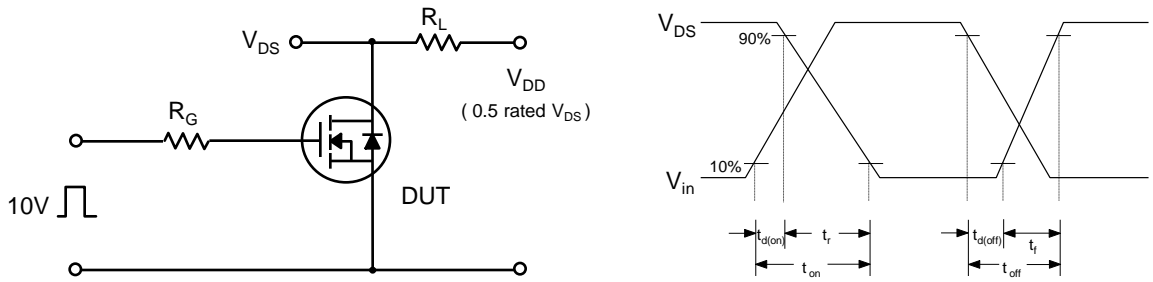 V_DS
R_L
V_DD
( 0.5 rated V_DS )
R_G
DUT
10V
V_DS
90%
10%
V_in
t_d(on)
t_r
t_on
t_d(off)
t_f
t_off